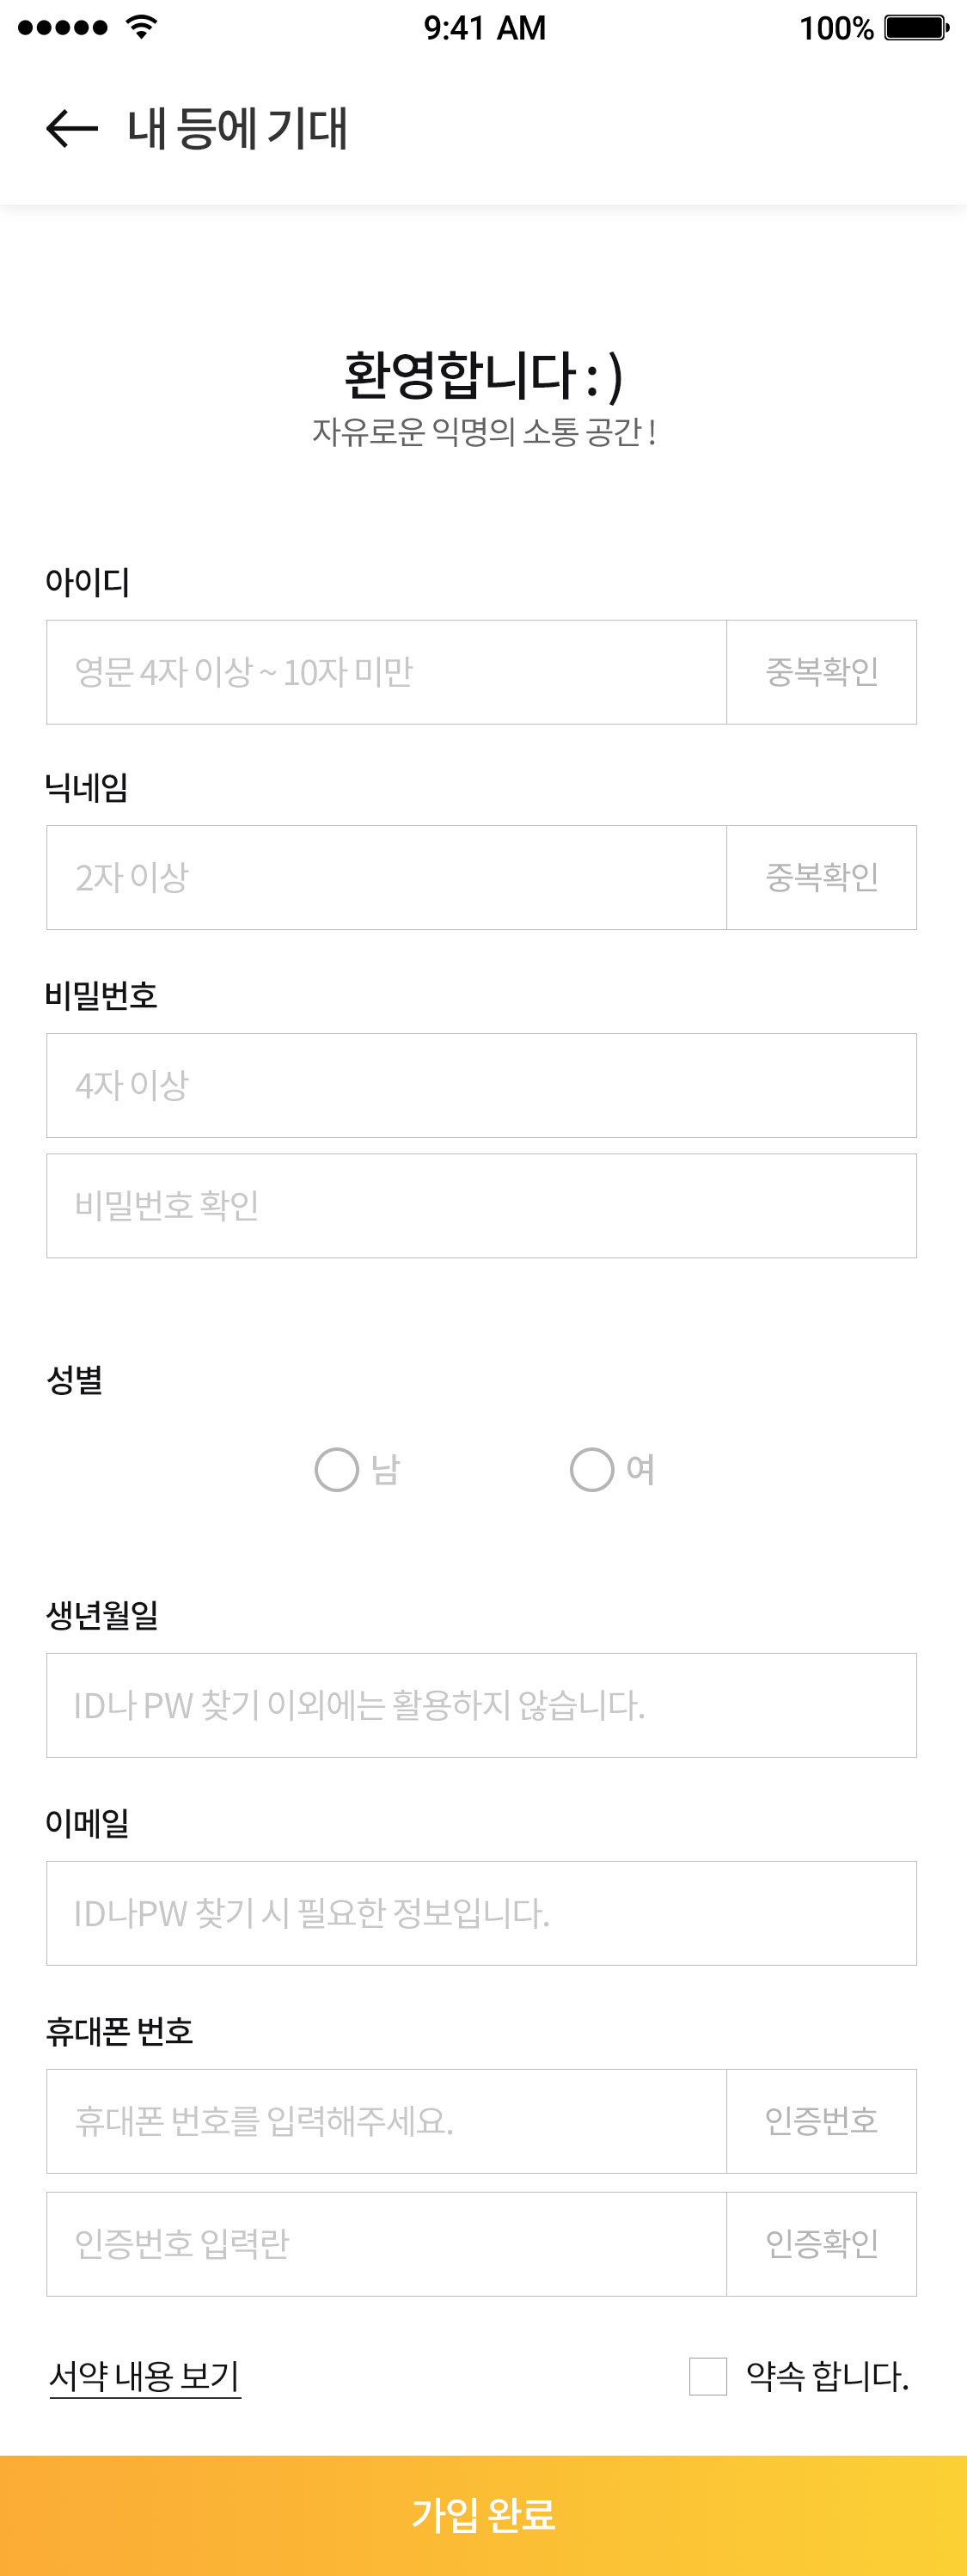 9:41 AM 100%
내 등에 기대
환영합니다 : )
자유로운 익명의 소통 공간 !
아이디
영문 4자 이상 ~ 10자 미만 중복확인
닉네임
2자 이상 중복확인
비밀번호
4자 이상
비밀번호 확인
성별
남 여
생년월일
ID나 PW 찾기 이외에는 활용하지 않습니다.
이메일
ID나PW 찾기 시 필요한 정보입니다.
휴대폰 번호
휴대폰 번호를 입력해주세요. 인증번호
인증번호 입력란 인증확인
서약 내용 보기 약속 합니다.
가입 완료